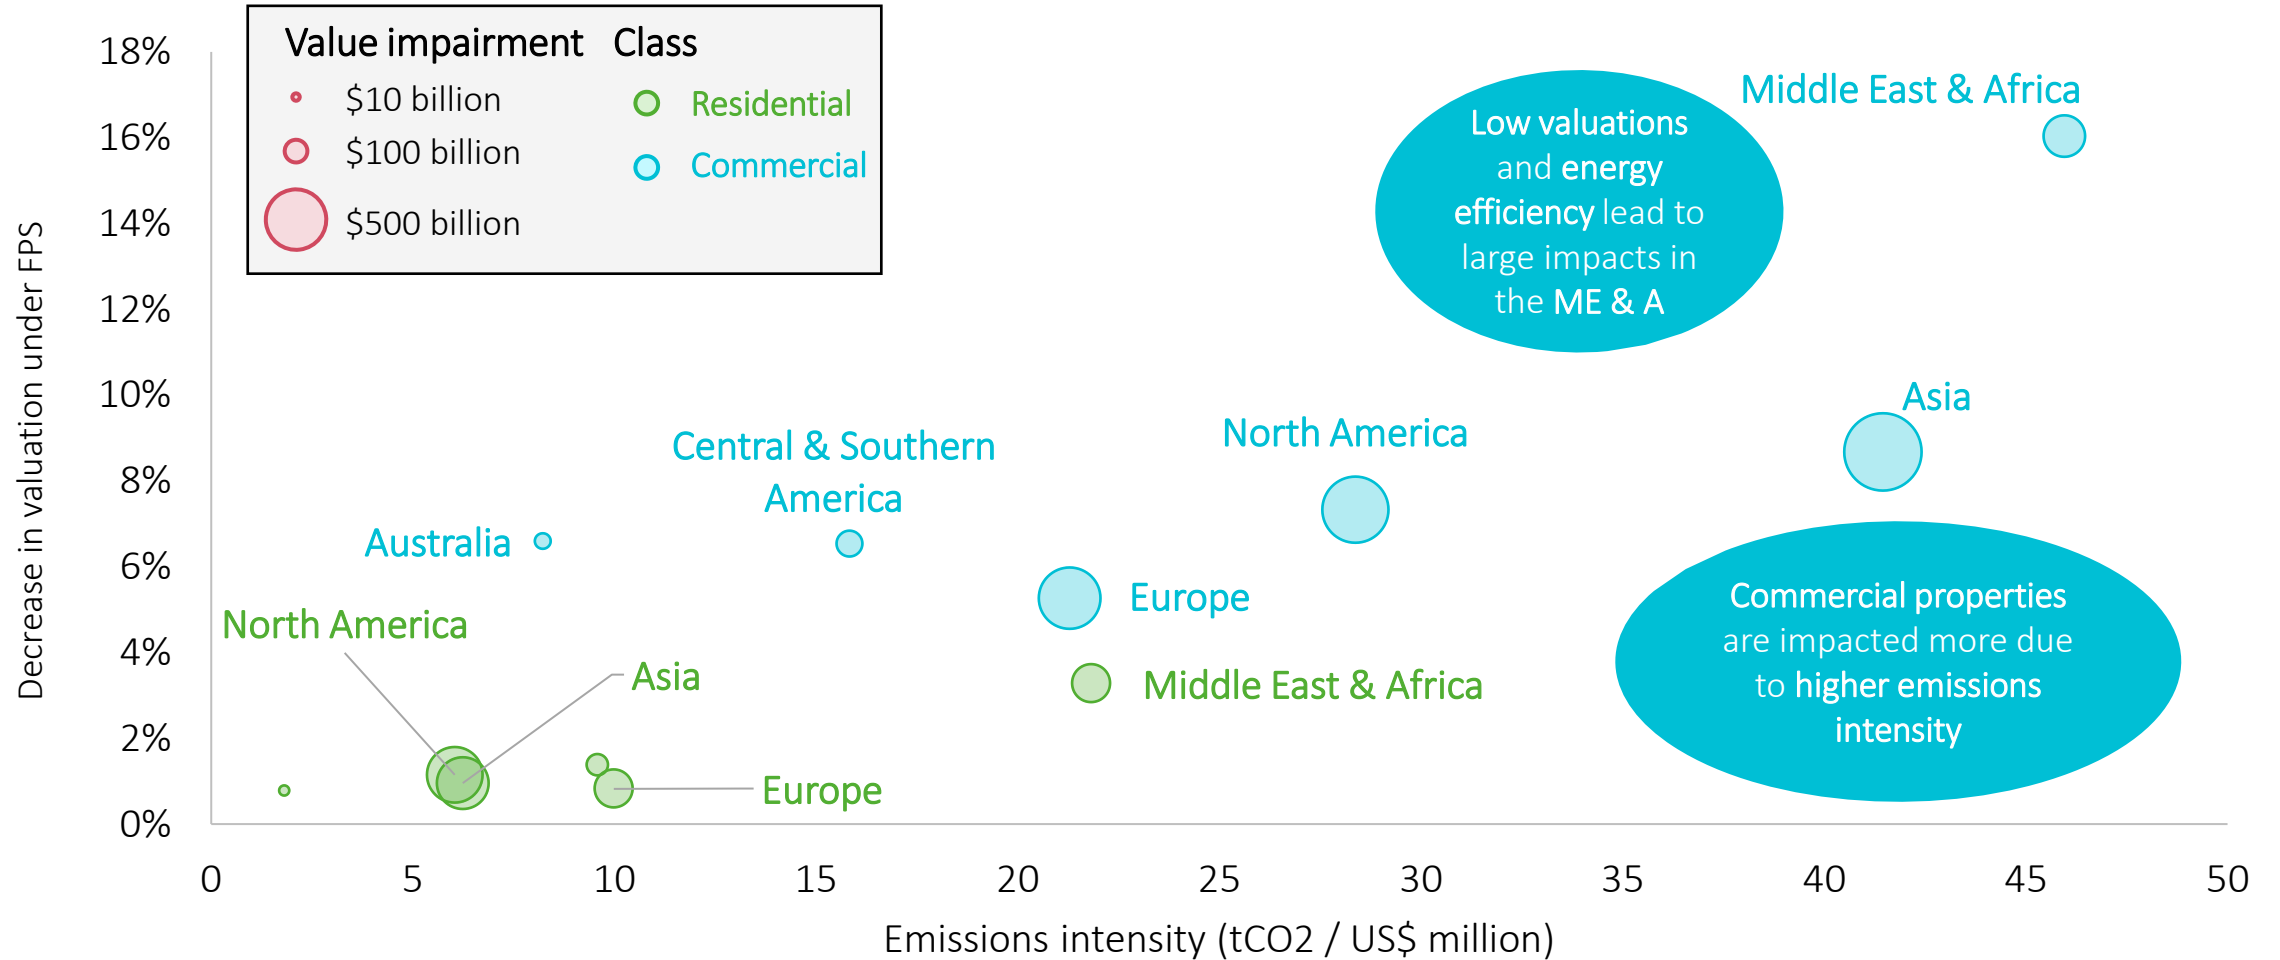 Value impairment
Class
$10 billion
$100 billion
$500 billion
Residential
Commercial
18%
16%
14%
12%
10%
8%
6%
4%
2%
0%
Decrease in valuation under FPS
Middle East & Africa
Low valuations
and energy
efficiency lead to
large impacts in
the ME & A
Asia
North America
Central & Southern
America
Australia
Europe
North America
Asia
Middle East & Africa
Europe
Commercial properties
are impacted more due
to higher emissions
intensity
0
5
10
15
20
25
30
35
40
45
50
Emissions intensity (tCO2 / US$ million)